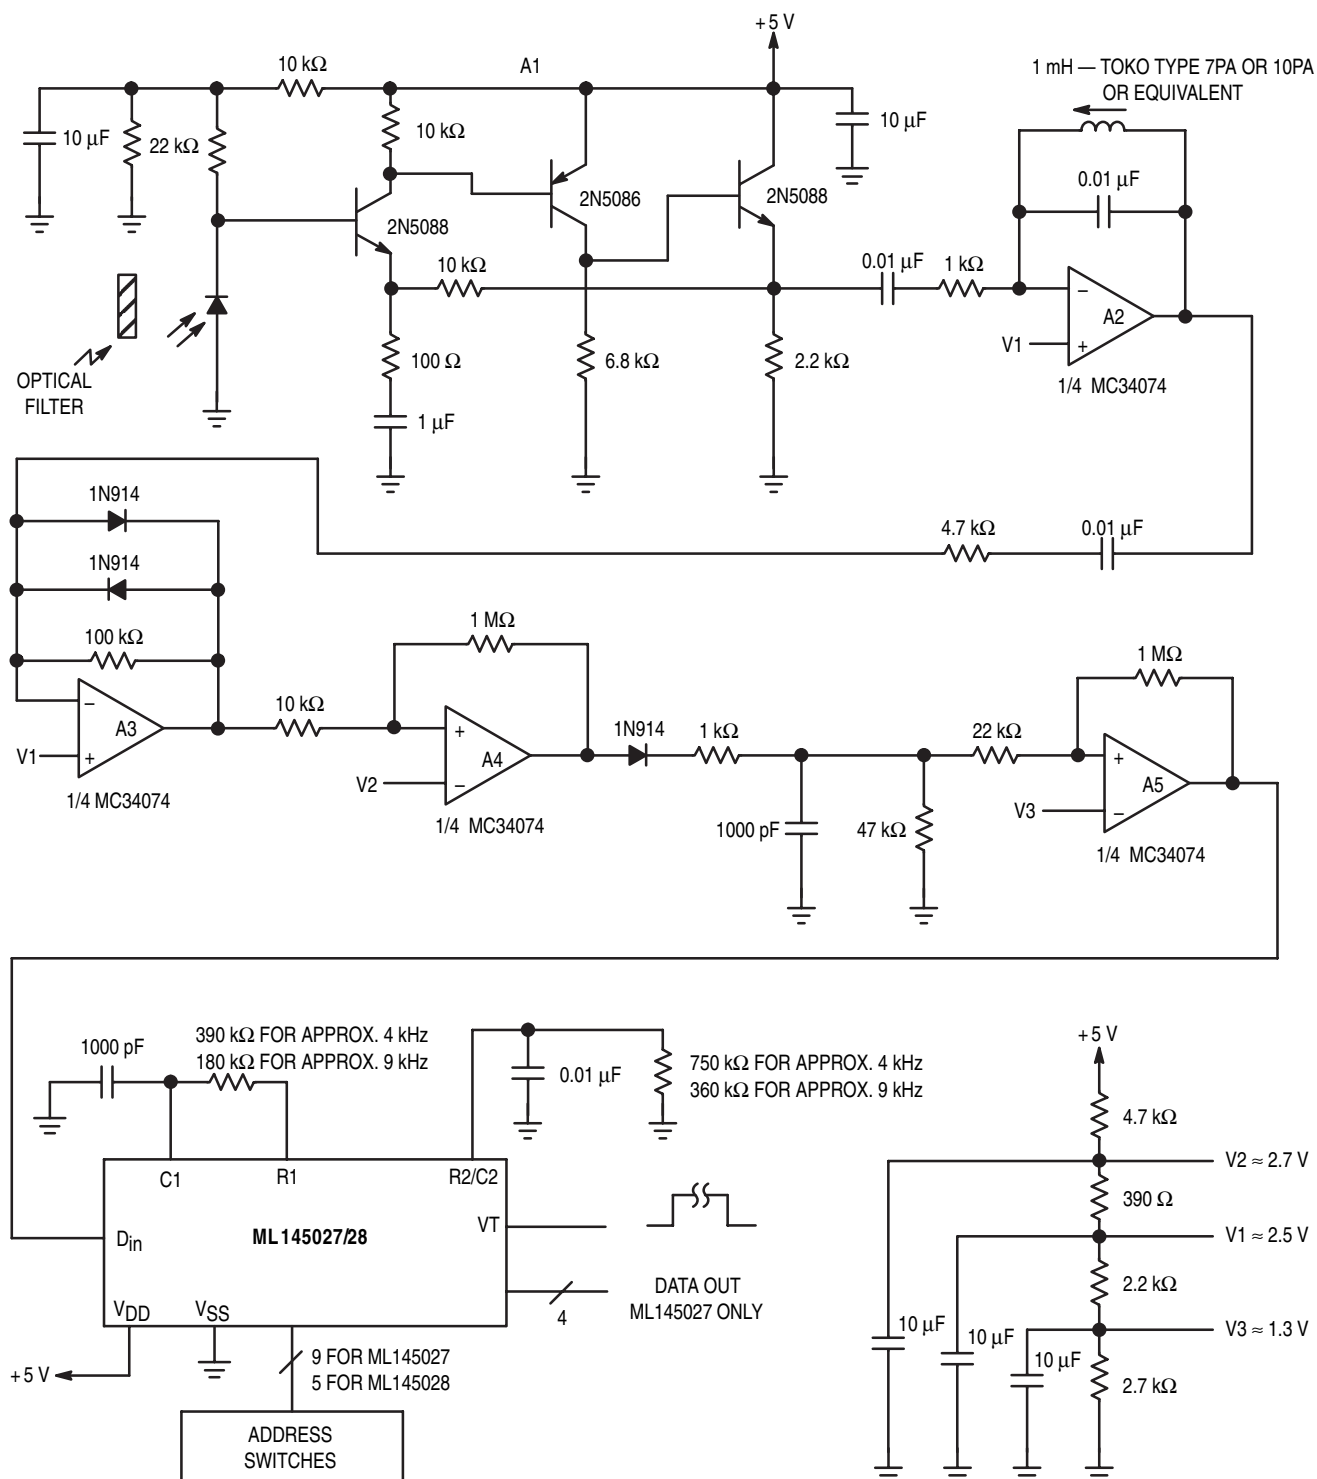 +5 V
10 kΩ
A1
1 mH — TOKO TYPE 7PA OR 10PA
OR EQUIVALENT
10 µF
22 kΩ
10 kΩ
10 µF
2N5088
2N5086
2N5088
0.01 µF
10 kΩ
0.01 µF
1 kΩ
–
A2
V1
+
1/4 MC34074
OPTICAL
FILTER
100 Ω
6.8 kΩ
2.2 kΩ
1 µF
1N914
1N914
100 kΩ
4.7 kΩ
0.01 µF
–
A3
V1
+
1/4 MC34074
10 kΩ
1 MΩ
+
A4
V2
–
1/4 MC34074
1N914
1 kΩ
1000 pF
47 kΩ
22 kΩ
1 MΩ
+
A5
V3
–
1/4 MC34074
1000 pF
390 kΩ FOR APPROX. 4 kHz
180 kΩ FOR APPROX. 9 kHz
0.01 µF
750 kΩ FOR APPROX. 4 kHz
360 kΩ FOR APPROX. 9 kHz
C1
R1
R2/C2
Din
ML145027/28
VT
VDD
VSS
+5 V
DATA OUT
ML145027 ONLY
4
9 FOR ML145027
5 FOR ML145028
ADDRESS
SWITCHES
+5 V
4.7 kΩ
V2 ≈ 2.7 V
390 Ω
V1 ≈ 2.5 V
2.2 kΩ
V3 ≈ 1.3 V
10 µF
10 µF
10 µF
2.7 kΩ